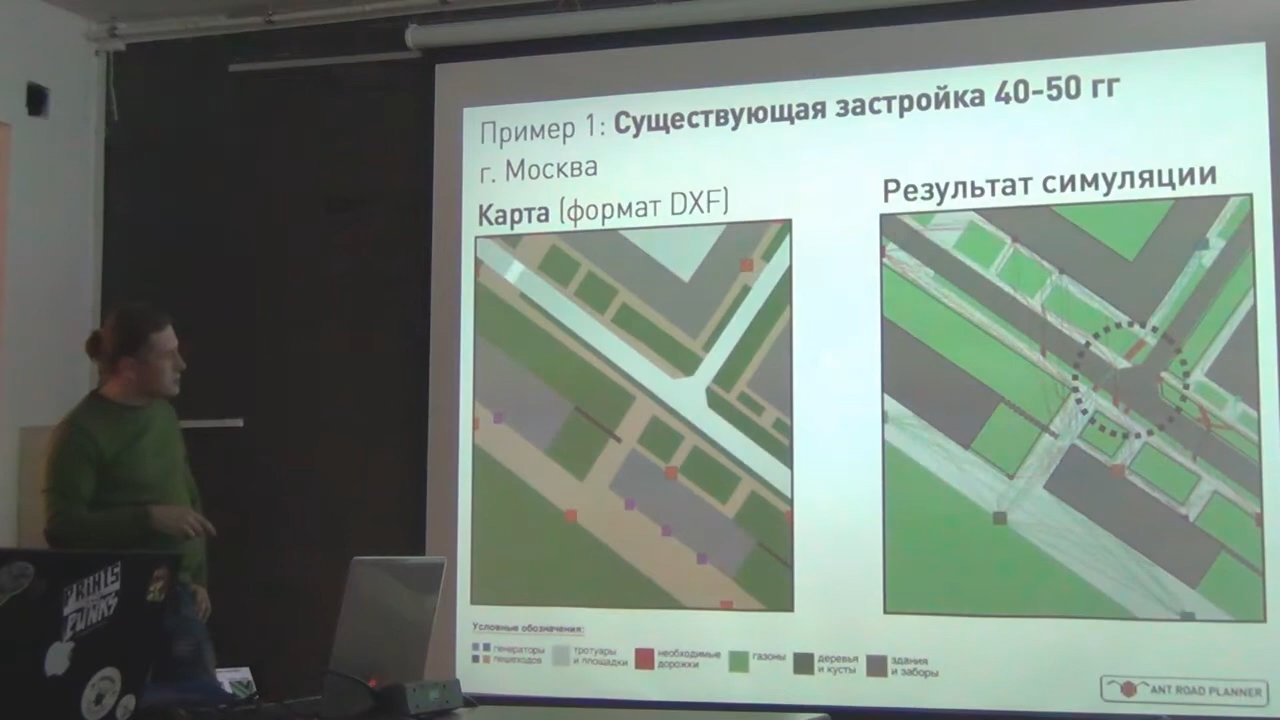 Пример 1: Существующая застройка 40-50 гг
г. Москва
Карта (формат DXF)
Результат симуляции
Условные обозначения:
генераторы
пешеходов
тротуары
и площадки
необходимые
дорожки
газоны
деревья
и кусты
здания
и заборы
ANT ROAD PLANNER
PRINTS
PUNKS